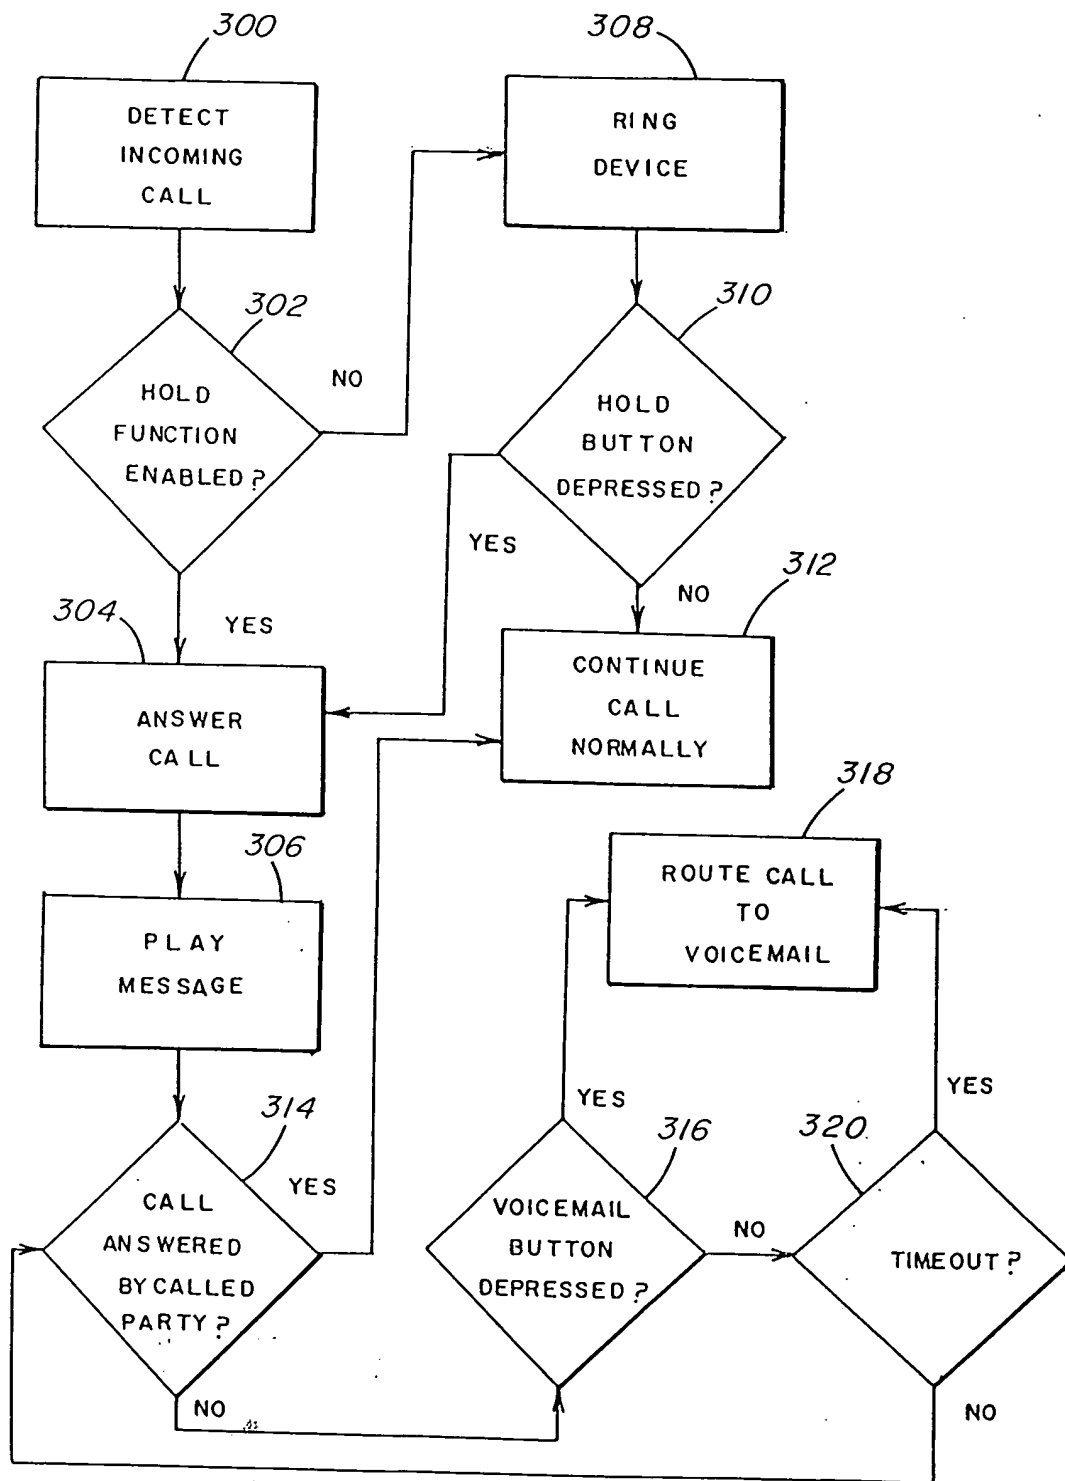 300
DETECT
INCOMING
CALL
308
RING
DEVICE
302
HOLD
FUNCTION
ENABLED?
NO
310
HOLD
BUTTON
DEPRESSED?
YES
NO
304
YES
ANSWER
CALL
312
CONTINUE
CALL
NORMALLY
306
PLAY
MESSAGE
318
ROUTE CALL
TO
VOICEMAIL
314
CALL
ANSWERED
BY CALLED
PARTY?
YES
NO
316
YES
VOICEMAIL
BUTTON
DEPRESSED?
NO
320
YES
TIMEOUT?
NO